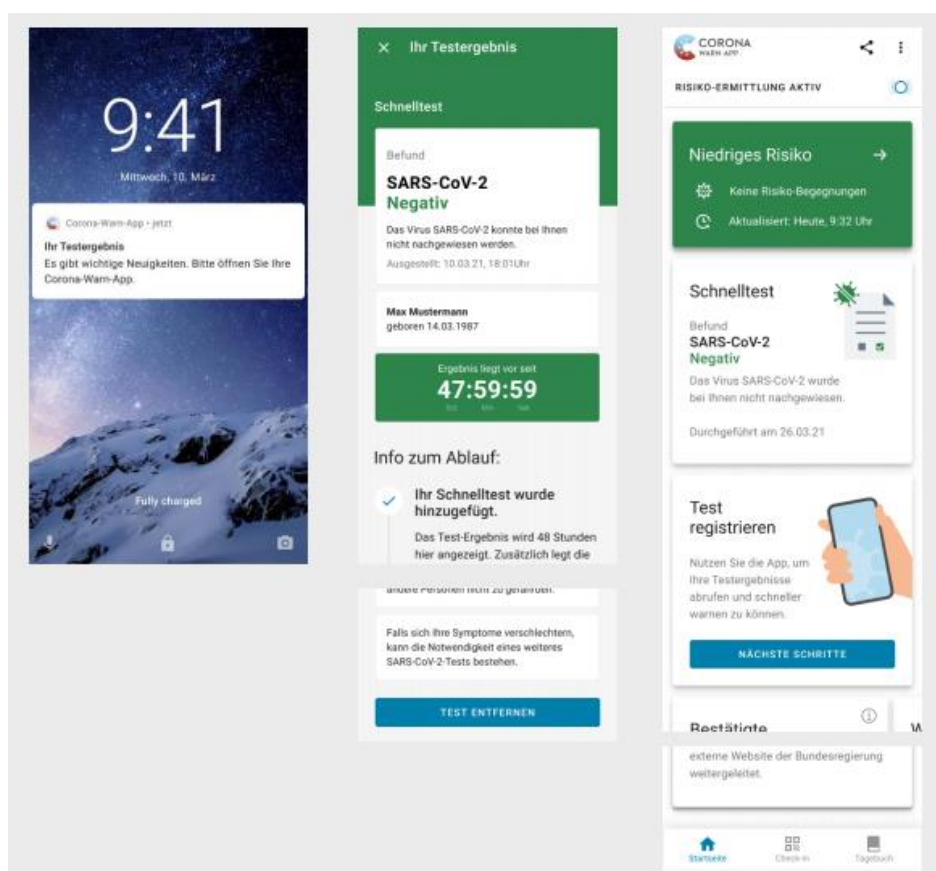 9:41
Mittwoch, 10. März
Corona-Warn-App • jetzt
Ihr Testergebnis
Es gibt wichtige Neuigkeiten. Bitte öffnen Sie Ihre
Corona-Warn-App.
Fully charged
× Ihr Testergebnis
Schnelltest
Befund
SARS-CoV-2
Negativ
Das Virus SARS-CoV-2 konnte bei Ihnen
nicht nachgewiesen werden.
Ausgestellt: 10.03.21, 18:01Uhr
Max Mustermann
geboren 14.03.1987
Ergebnis liegt vor seit
47:59:59
Info zum Ablauf:
Ihr Schnelltest wurde
hinzugefügt.
Das Test-Ergebnis wird 48 Stunden
hier angezeigt. Zusätzlich legt die
andere Personen nicht zu gefährden.
Falls sich Ihre Symptome verschlechtern,
kann die Notwendigkeit eines weiteres
SARS-CoV-2-Tests bestehen.
TEST ENTFERNEN
CORONA
WARN-APP
RISIKO-ERMITTLUNG AKTIV
Niedriges Risiko
Keine Risiko-Begegnungen
Aktualisiert: Heute, 9:32 Uhr
Schnelltest
Befund
SARS-CoV-2
Negativ
Das Virus SARS-CoV-2 wurde
bei Ihnen nicht nachgewiesen.
Durchgeführt am 26.03.21
Test
registrieren
Nutzen Sie die App, um
Ihre Testergebnisse
abrufen und schneller
warnen zu können.
NÄCHSTE SCHRITTE
Bestätigte
externe Website der Bundesregierung
weitergeleitet.
Startseite Check-in Tagebuch